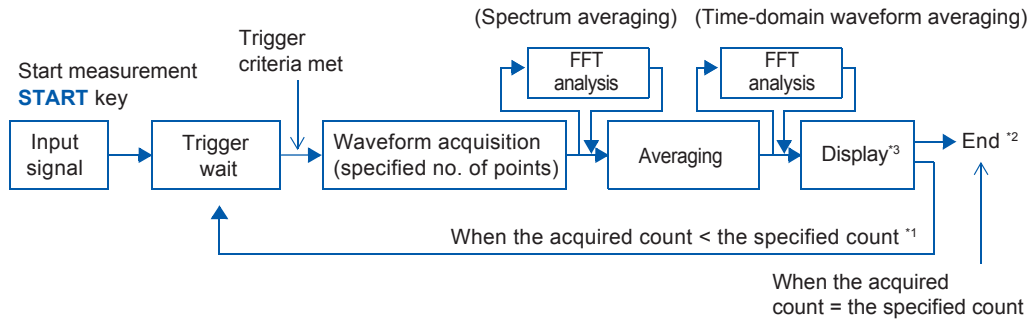 (Spectrum averaging)
(Time-domain waveform averaging)
Trigger
criteria met
FFT
analysis
FFT
analysis
Start measurement
START key
Input
signal
Trigger
wait
Waveform acquisition
(specified no. of points)
Averaging
Display*3
End *2
When the acquired count < the specified count *1
When the acquired
count = the specified count